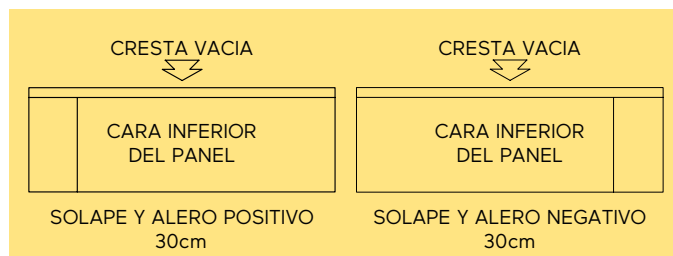 CRESTA VACIA
CARA INFERIOR
DEL PANEL
SOLAPE Y ALERO POSITIVO
30cm
CRESTA VACIA
CARA INFERIOR
DEL PANEL
SOLAPE Y ALERO NEGATIVO
30cm